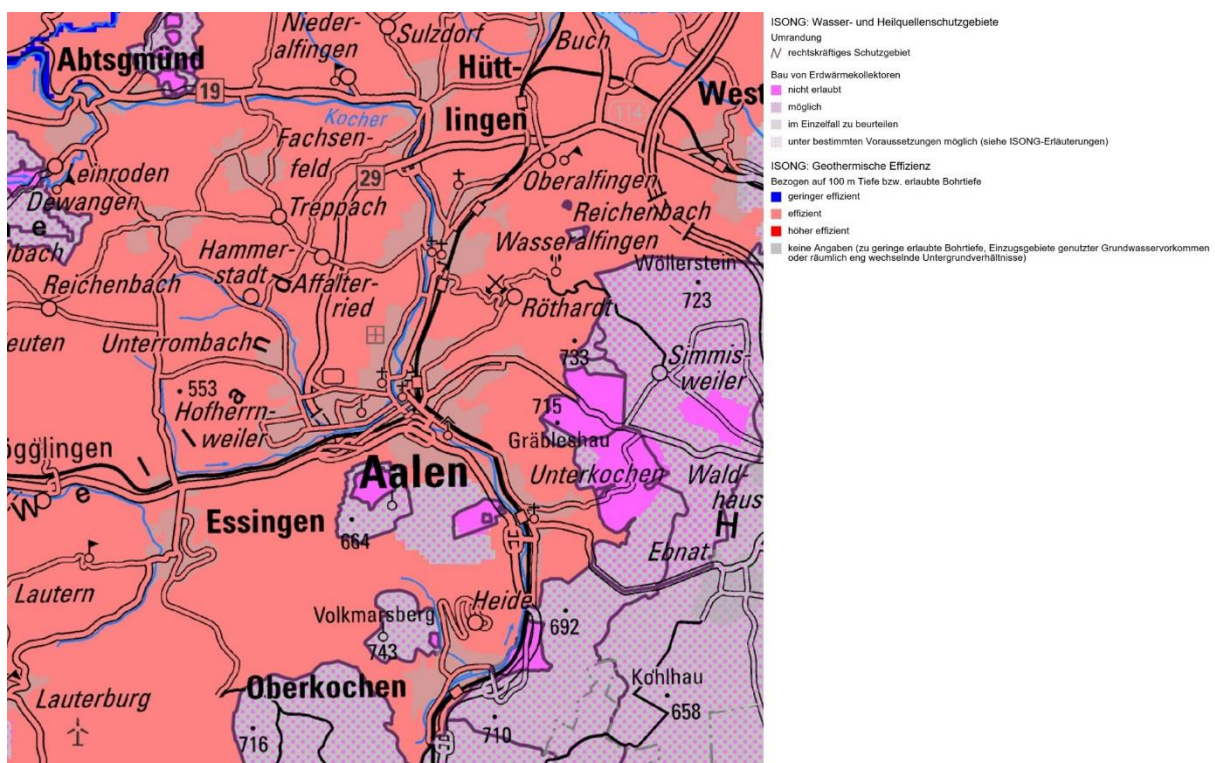 Abtsgmünd
Nieder-
alfingen
Sulzdorf
Buch
Hütt-
lingen
West
19
Kocher
114
Fachsen-
feld
29
einroden
Dewangen
Oberalfingen
Treppach
Reichenbach
Wasseralfingen
Hammer-
stadt
Affalter-
ried
Wöllerstein
723
Reichenbach
Röthardt
euten
Unterrombach
733
Simmis-
weiler
553
Hofherrn-
weiler
715
Gräbleshau
ögglingen
Aalen
Unterkochen
Wald-
haus
H
Essingen
664
Ebnat
Lautern
Volkmarsberg
Heide
743
692
Oberkochen
Kohlhau
658
Lauterburg
716
710
ISONG: Wasser- und Heilquellenschutzgebiete
Umrandung
rechtskräftiges Schutzgebiet
Bau von Erdwärmekollektoren
nicht erlaubt
möglich
im Einzelfall zu beurteilen
unter bestimmten Voraussetzungen möglich (siehe ISONG-Erläuterungen)
ISONG: Geothermische Effizienz
Bezogen auf 100 m Tiefe bzw. erlaubte Bohrtiefe
geringer effizient
effizient
höher effizient
keine Angaben (zu geringe erlaubte Bohrtiefe, Einzugsgebiete genutzter Grundwasservorkommen
oder räumlich eng wechselnde Untergrundverhältnisse)